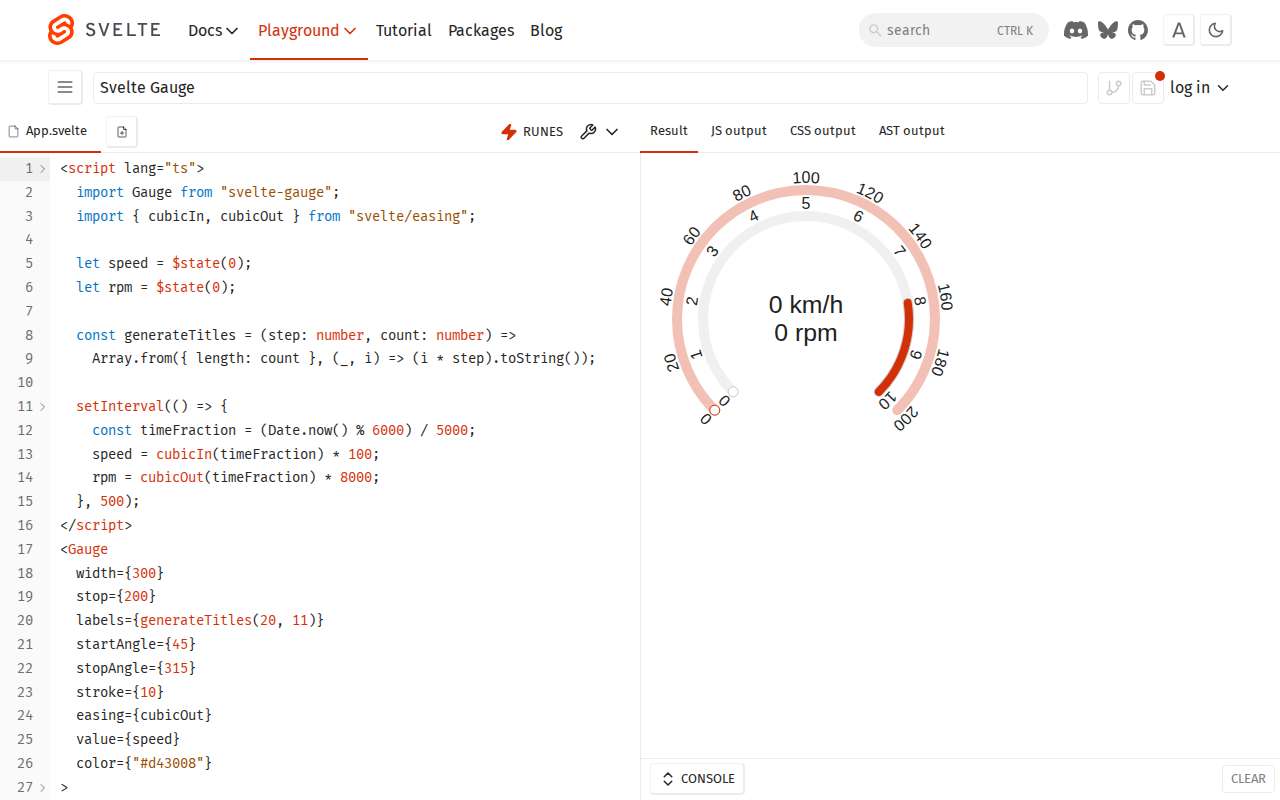 SVELTE Docs Playground Tutorial Packages Blog search CTRL K A
Svelte Gauge log in
App.svelte RUNES Result JS output CSS output AST output
1 <script lang="ts">
2 import Gauge from "svelte-gauge";
3 import { cubicIn, cubicOut } from "svelte/easing";
4
5 let speed = $state(0);
6 let rpm = $state(0);
7
8 const generateTitles = (step: number, count: number) =>
9 Array.from({ length: count }, (_, i) => (i * step).toString());
10
11 setInterval(() => {
12 const timeFraction = (Date.now() % 6000) / 5000;
13 speed = cubicIn(timeFraction) * 100;
14 rpm = cubicOut(timeFraction) * 8000;
15 }, 500);
16 </script>
17 <Gauge
18 width={300}
19 stop={200}
20 labels={generateTitles(20, 11)}
21 startAngle={45}
22 stopAngle={315}
23 stroke={10}
24 easing={cubicOut}
25 value={speed}
26 color={"#d43008"}
27 >
0 20 40 60 80 100 120 140 160 180 200
0 1 2 3 4 5 6 7 8 9 10
0 km/h
0 rpm
CONSOLE CLEAR